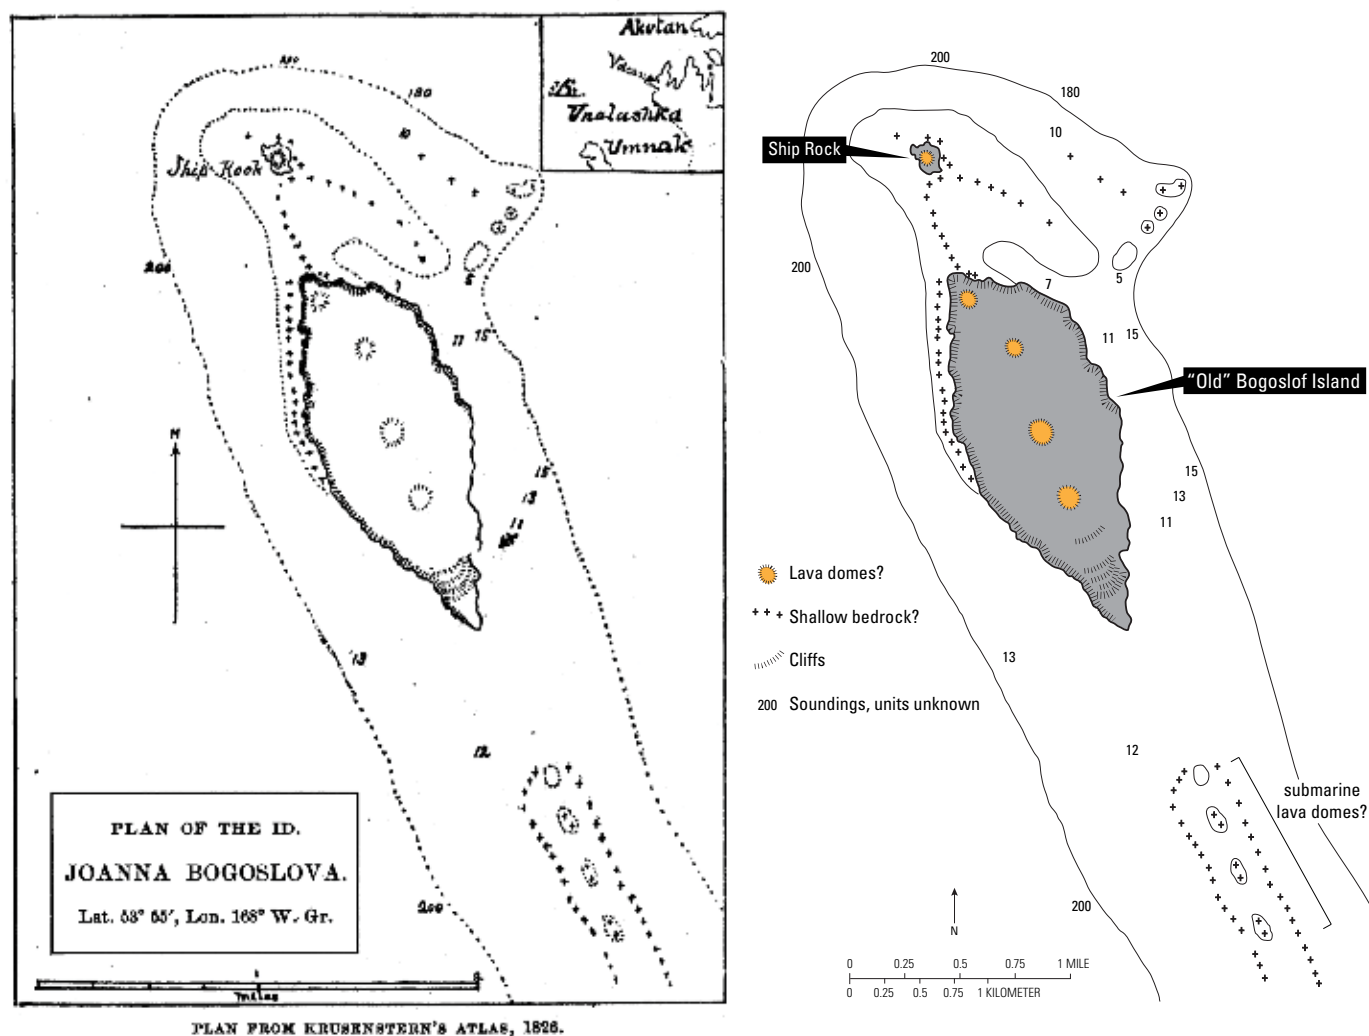 Akutan
Volcano
Unalashka
Umnak
180
10
Ship Rook
200
7
11
15
N
15
13
11
13
12
200
PLAN OF THE ID.
JOANNA BOGOSLOVA.
Lat. 53° 55′, Lon. 168° W. Gr.
miles
PLAN FROM KRUSENSTERN'S ATLAS, 1826.
200
180
10
Ship Rock
200
7
5
11
15
"Old" Bogoslof Island
15
13
11
Lava domes?
+ + + Shallow bedrock?
Cliffs
200 Soundings, units unknown
13
12
submarine
lava domes?
200
N
0 0.25 0.5 0.75 1 MILE
0 0.25 0.5 0.75 1 KILOMETER